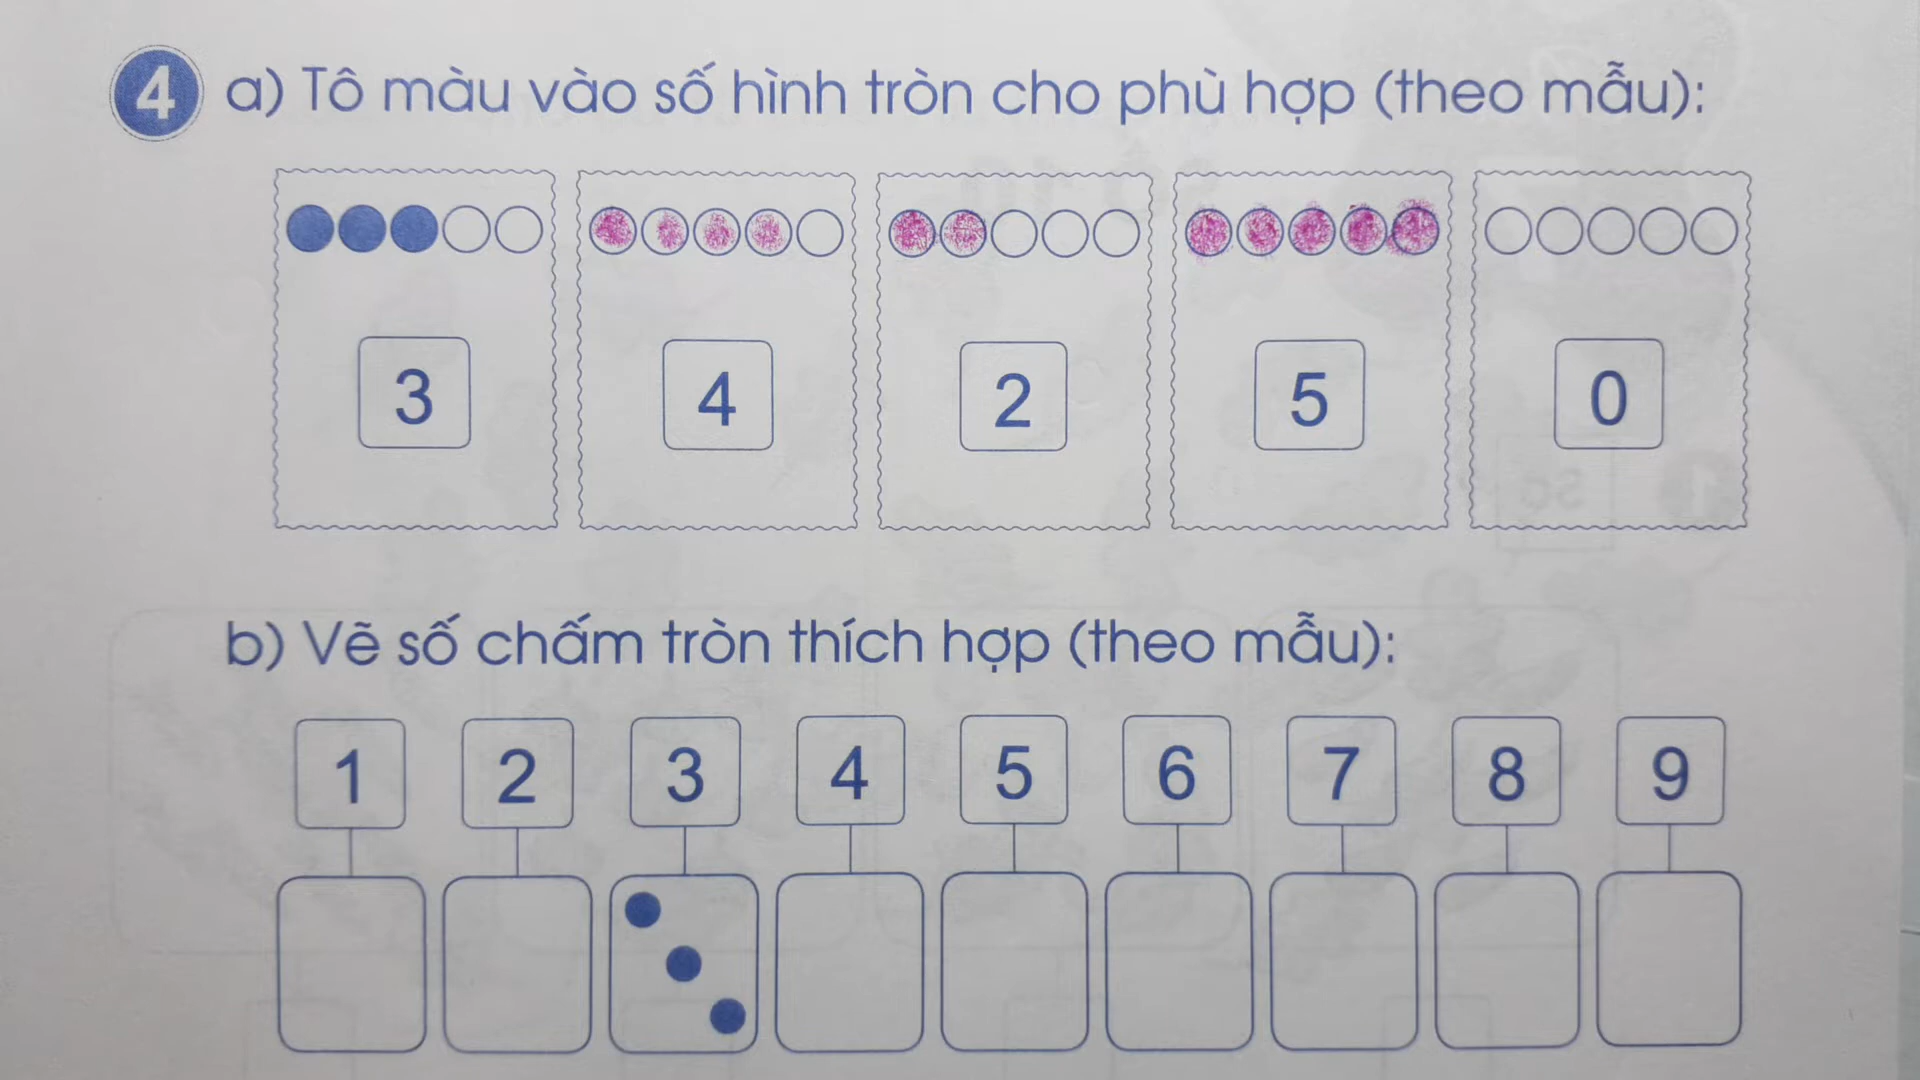 4 a) Tô màu vào số hình tròn cho phù hợp (theo mẫu):
3 4 2 5 0
b) Vẽ số chấm tròn thích hợp (theo mẫu):
1 2 3 4 5 6 7 8 9